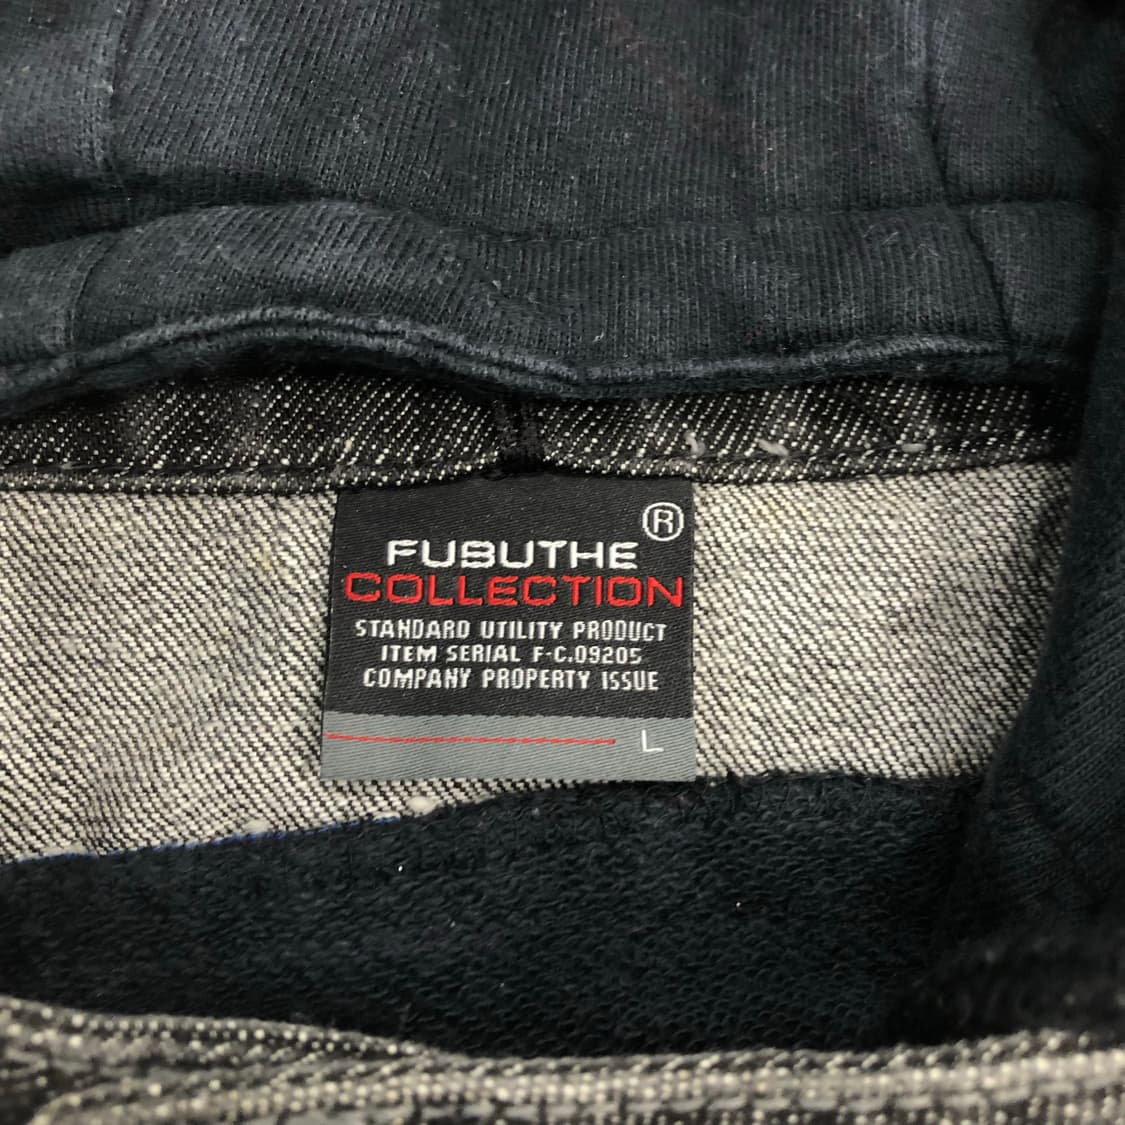 ®
FUBUTHE
COLLECTION
STANDARD UTILITY PRODUCT
ITEM SERIAL F-C.09205
COMPANY PROPERTY ISSUE
L